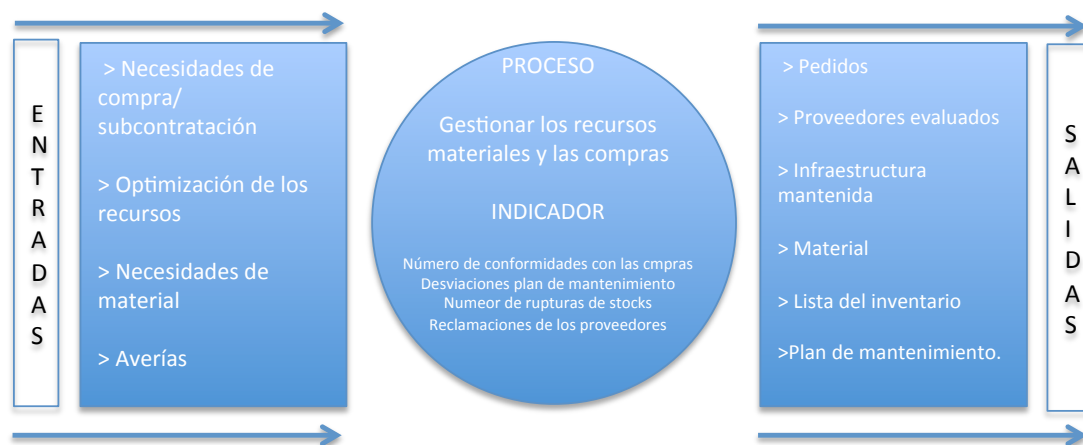 ENTRADAS
> Necesidades de
compra/
subcontratación
> Optimización de los
recursos
> Necesidades de
material
> Averías
PROCESO
Gestionar los recursos
materiales y las compras
INDICADOR
Número de conformidades con las cmpras
Desviaciones plan de mantenimiento
Numeor de rupturas de stocks
Reclamaciones de los proveedores
> Pedidos
> Proveedores evaluados
> Infraestructura
mantenida
> Material
> Lista del inventario
>Plan de mantenimiento.
SALIDAS